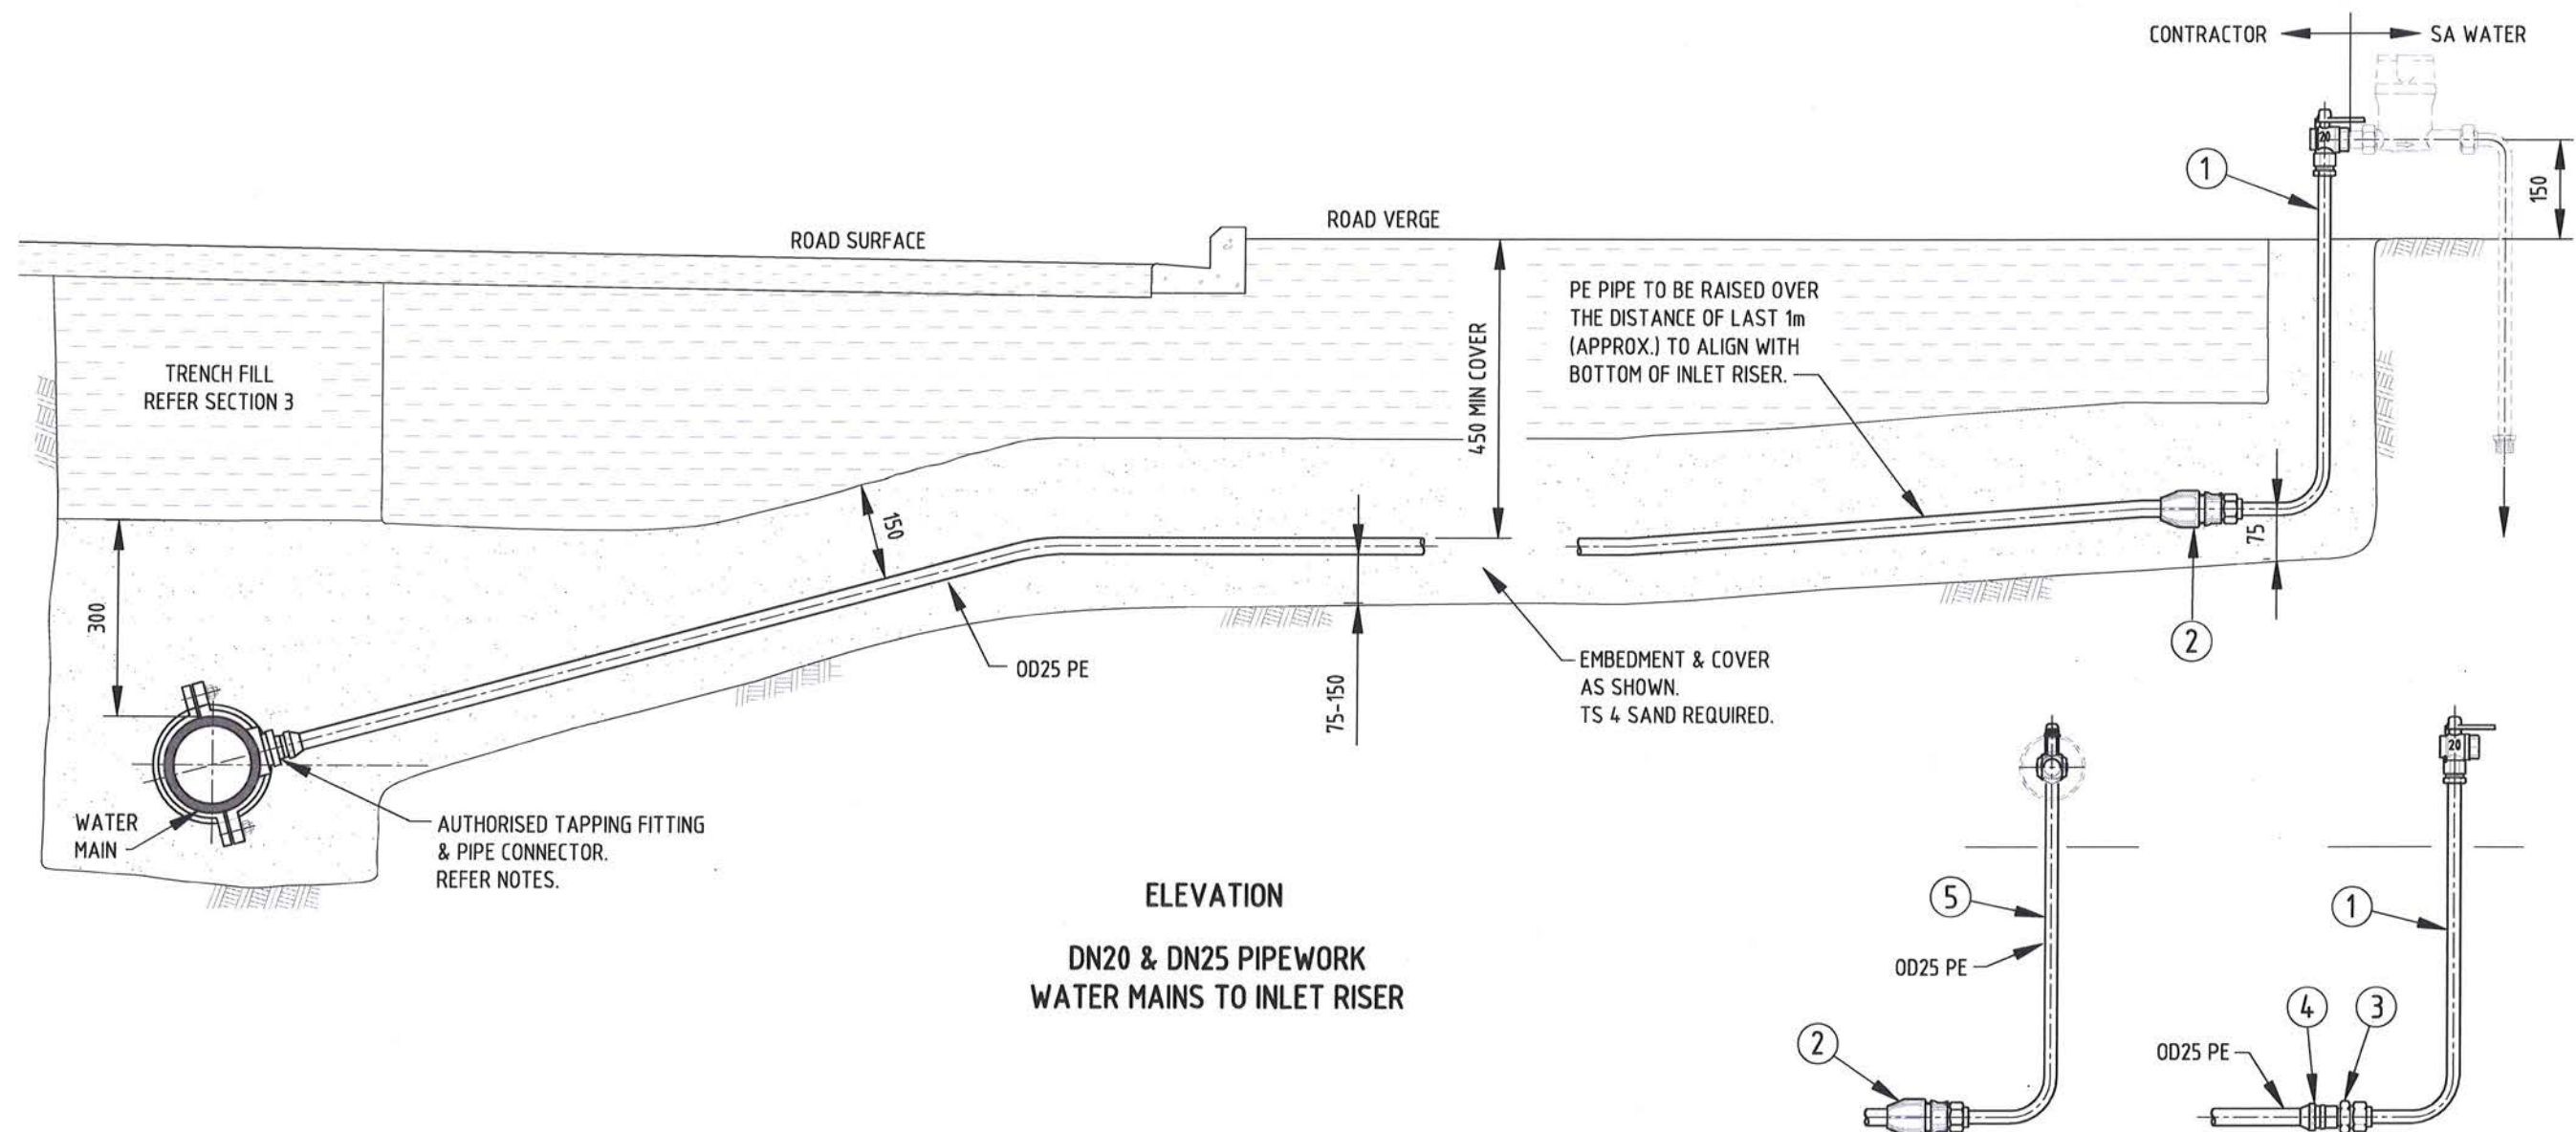 CONTRACTOR
SA WATER
1
20
150
ROAD SURFACE
ROAD VERGE
PE PIPE TO BE RAISED OVER
THE DISTANCE OF LAST 1m
(APPROX.) TO ALIGN WITH
BOTTOM OF INLET RISER.
450 MIN COVER
TRENCH FILL
REFER SECTION 3
150
75
300
2
OD25 PE
75-150
EMBEDMENT & COVER
AS SHOWN.
TS 4 SAND REQUIRED.
WATER
MAIN
AUTHORISED TAPPING FITTING
& PIPE CONNECTOR.
REFER NOTES.
ELEVATION
DN20 & DN25 PIPEWORK
WATER MAINS TO INLET RISER
5
OD25 PE
2
20
1
4
3
OD25 PE